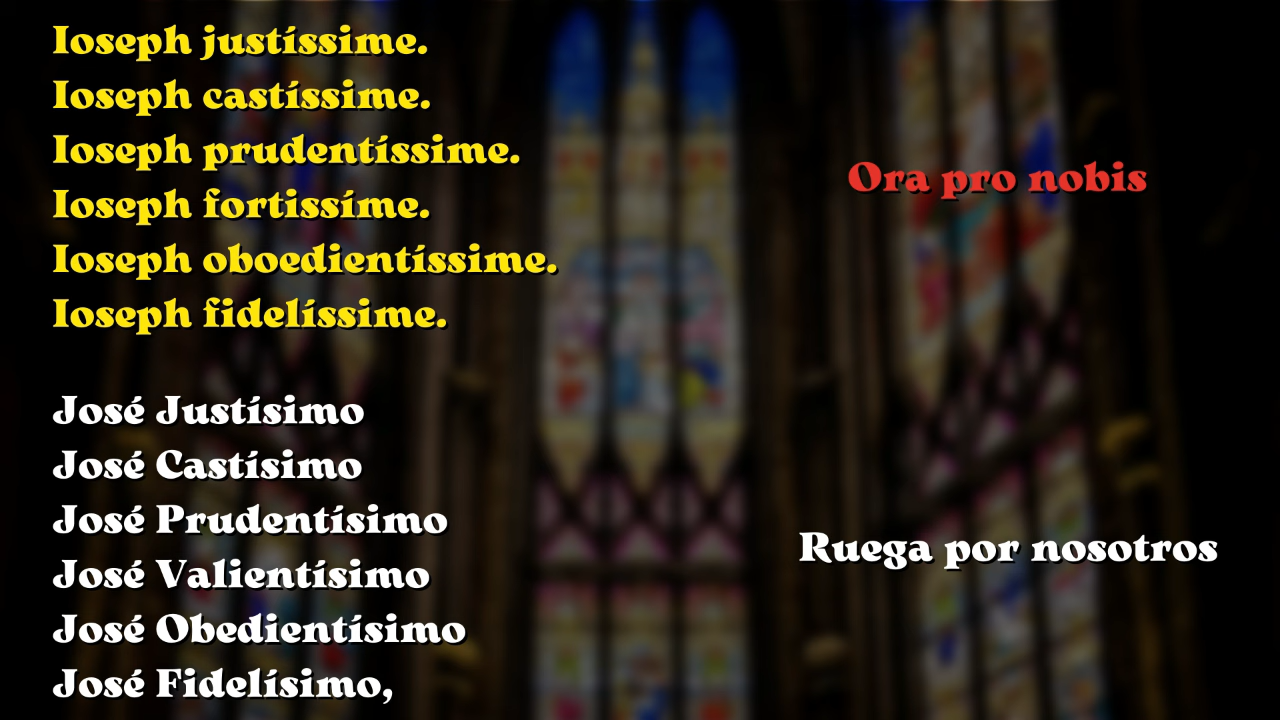 Ioseph justíssime.
Ioseph castíssime.
Ioseph prudentíssime.
Ioseph fortissíme.
Ioseph oboedientíssime.
Ioseph fidelíssime.
Ora pro nobis
José Justísimo
José Castísimo
José Prudentísimo
José Valientísimo
José Obedientísimo
José Fidelísimo,
Ruega por nosotros